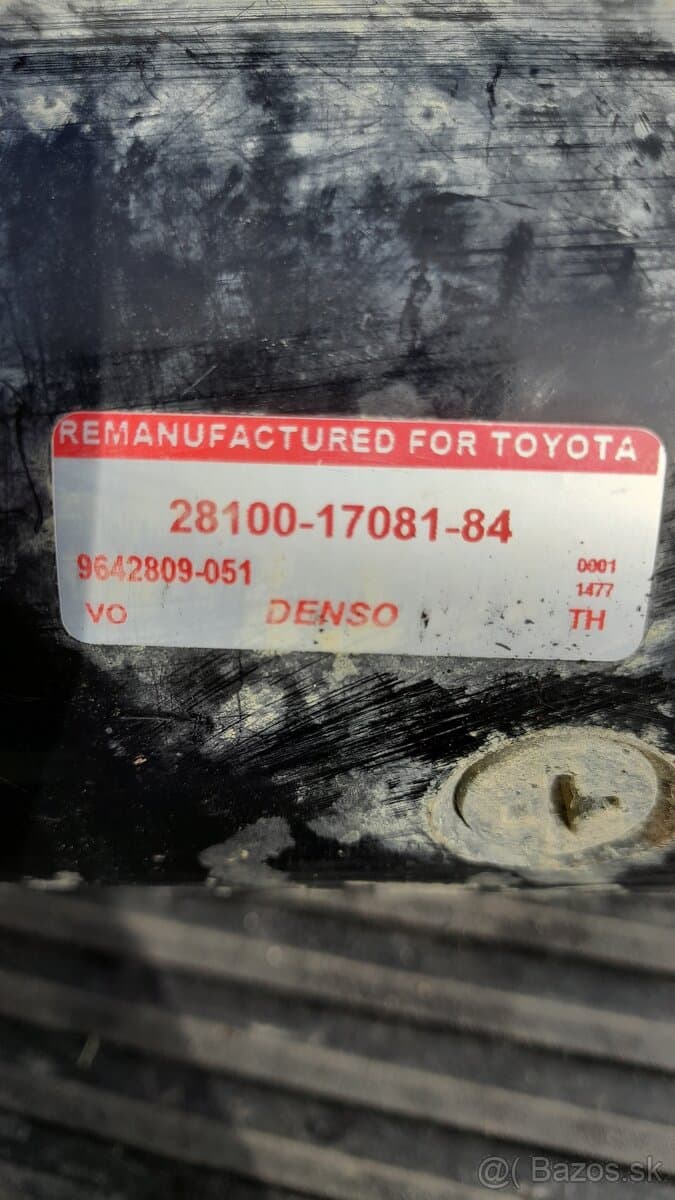 REMANUFACTURED FOR TOYOTA
28100-17081-84
9642809-051
0001
1477
VO DENSO TH
@( Bazos.sk